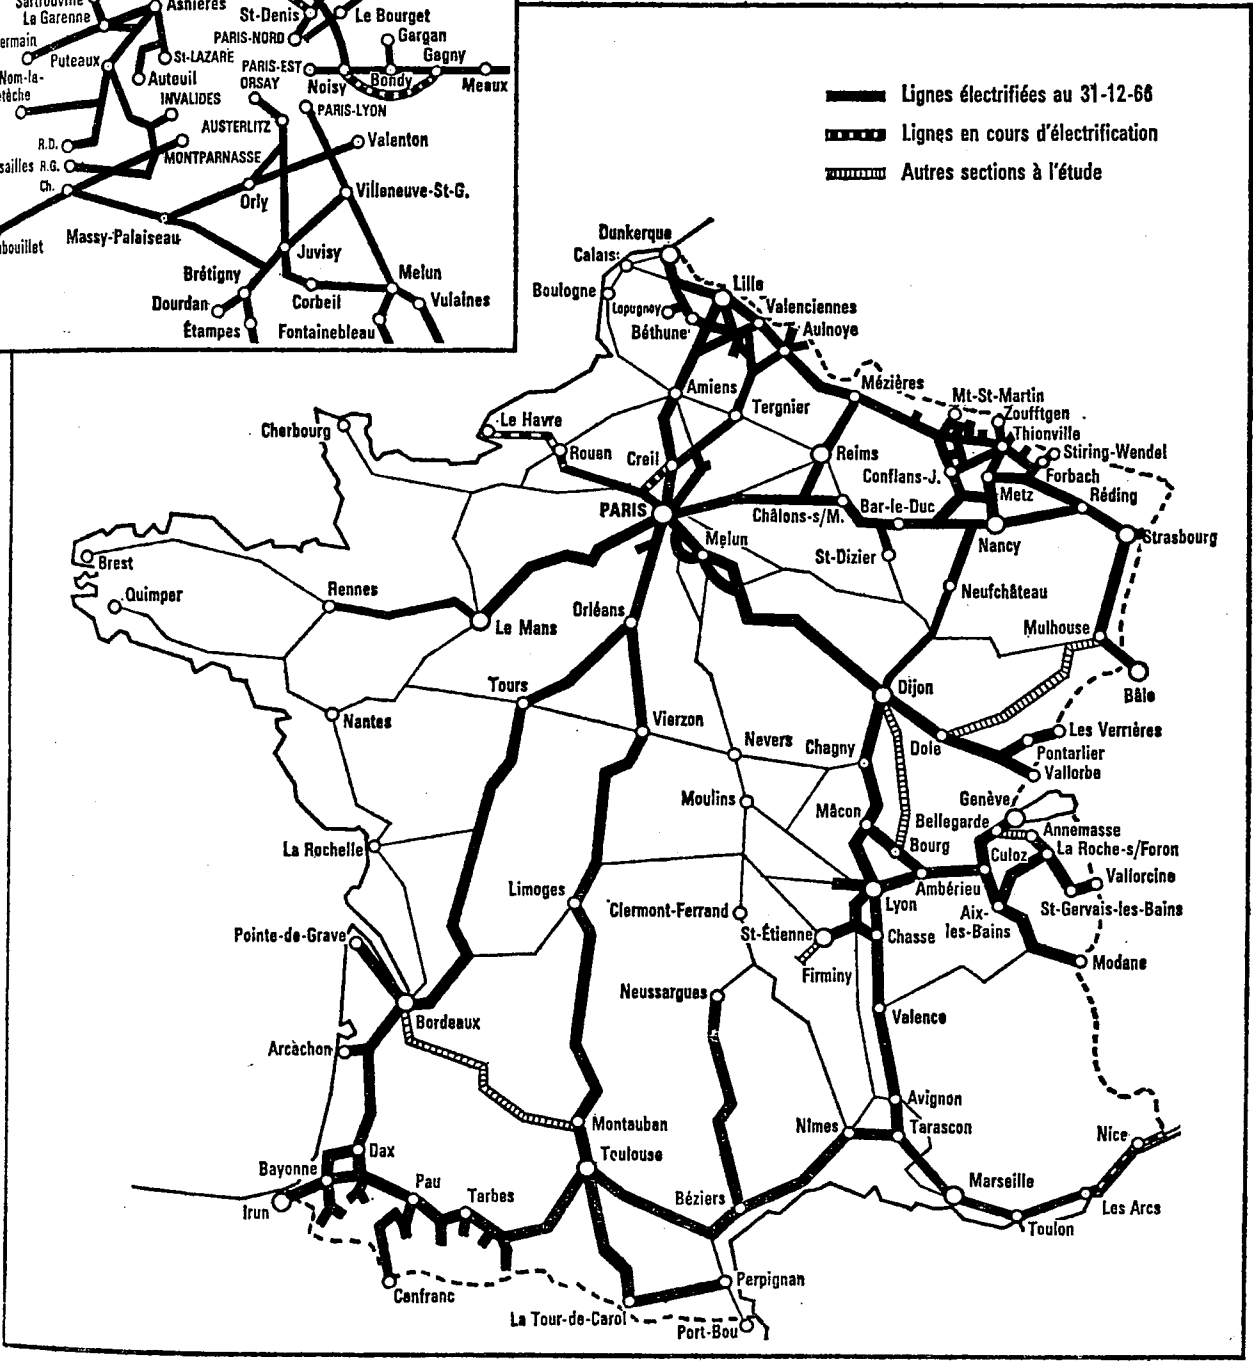 Sartrouville
La Garenne
Asnières
ermain
Puteaux
St-LAZARE
Nom-la-
etèche
Auteuil
INVALIDES
R.D.
MONTPARNASSE
sailles R.G.
Ch.
bouillet
Massy-Palaiseau
St-Denis
Le Bourget
PARIS-NORD
Gargan
PARIS-EST
Gagny
ORSAY
Noisy
Bondy
Meaux
PARIS-LYON
AUSTERLITZ
Valenton
Orly
Villeneuve-St-G.
Juvisy
Brétigny
Melun
Dourdan
Corbeil
Vulaines
Étampes
Fontainebleau
Lignes électrifiées au 31-12-66
Lignes en cours d'électrification
Autres sections à l'étude
Dunkerque
Calais
Boulogne
Lille
Lapugnoy
Valenciennes
Béthune
Aulnoye
Amiens
Mézières
Tergnier
Mt-St-Martin
Zoufftgen
Thionville
Le Havre
Cherbourg
Rouen
Creil
Reims
Stiring-Wendel
Conflans-J.
Forbach
Metz
Réding
PARIS
Châlons-s/M.
Bar-le-Duc
Melun
St-Dizier
Nancy
Strasbourg
Brest
Quimper
Rennes
Orléans
Le Mans
Neufchâteau
Mulhouse
Bâle
Tours
Dijon
Nantes
Vierzon
Nevers
Chagny
Dole
Les Verrières
Pontarlier
Vallorbe
Moulins
Mâcon
Genève
Bellegarde
Annemasse
La Rochelle
Bourg
Culoz
La Roche-s/Foron
Limoges
Ambérieu
Vallorcine
Clermont-Ferrand
Lyon
Aix-
les-Bains
St-Gervais-les-Bains
Pointe-de-Grave
St-Étienne
Chasse
Firminy
Modane
Neussargues
Bordeaux
Valence
Arcachon
Avignon
Montauban
Nîmes
Tarascon
Nice
Dax
Toulouse
Bayonne
Pau
Tarbes
Béziers
Marseille
Irun
Les Arcs
Toulon
Canfranc
Perpignan
La Tour-de-Carol
Port-Bou